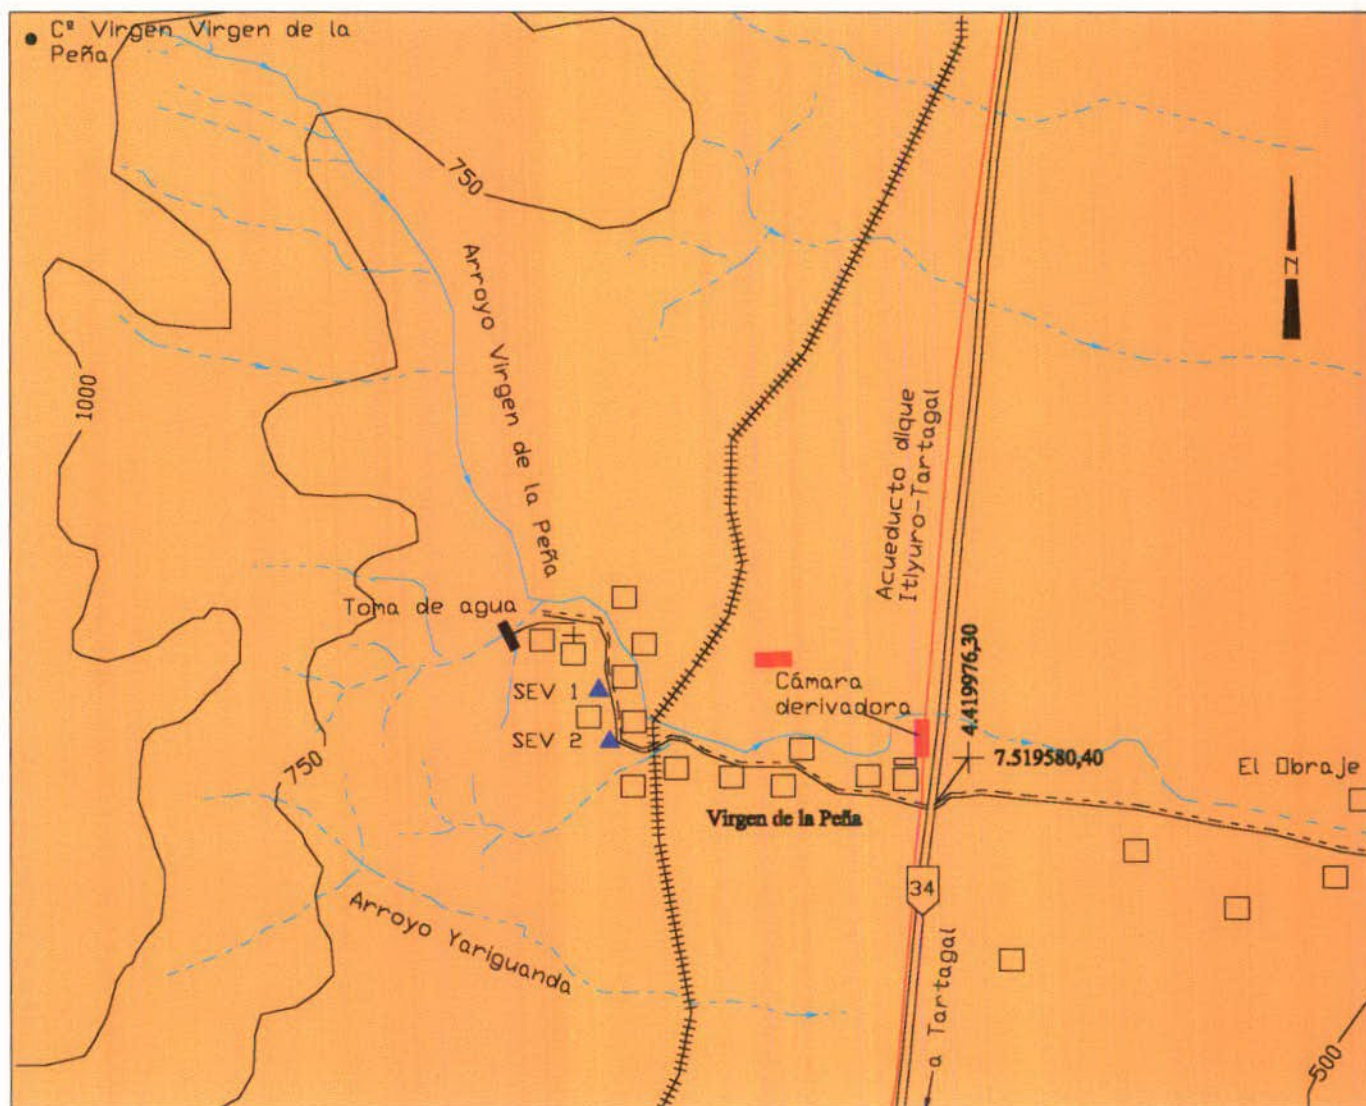 Cº Virgen Virgen de la
Peña
750
1000
Arroyo Virgen de la Peña
N
Acueducto dique
Itiyuro-Tartagal
Toma de agua
SEV 1
SEV 2
Cámara
derivadora
4.419976,30
7.519580,40
El Obraje
750
Virgen de la Peña
34
Arroyo Yariguanda
a Tartagal
500